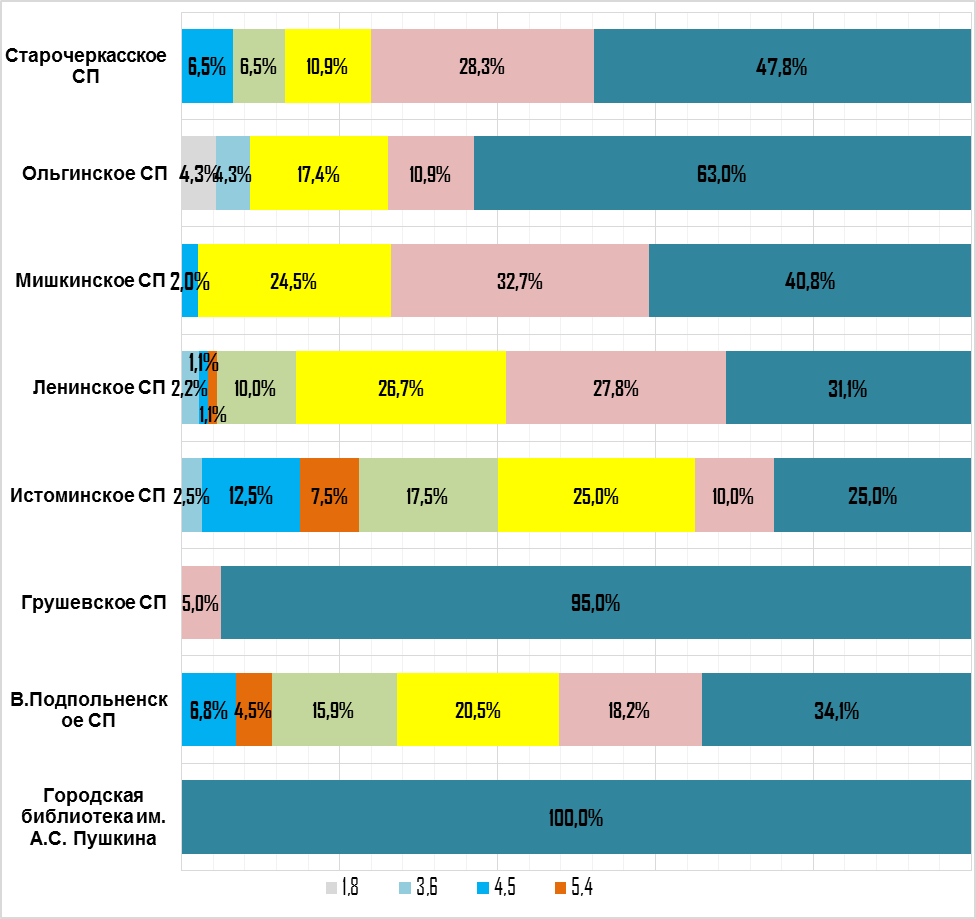 Старочеркасское
СП
6,5% 6,5% 10,9% 28,3% 47,8%
Ольгинское СП
4,3% 4,3% 17,4% 10,9% 63,0%
Мишкинское СП
2,0% 24,5% 32,7% 40,8%
Ленинское СП
2,2% 1,1% 1,1% 10,0% 26,7% 27,8% 31,1%
Истоминское СП
2,5% 12,5% 7,5% 17,5% 25,0% 10,0% 25,0%
Грушевское СП
5,0% 95,0%
В.Подпольненск
ое СП
6,8% 4,5% 15,9% 20,5% 18,2% 34,1%
Городская
библиотека им.
А.С. Пушкина
100,0%
1,8 3,6 4,5 5,4